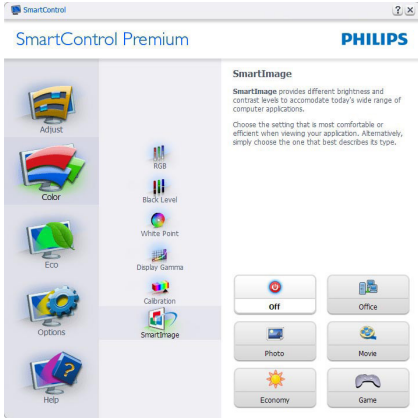 SmartControl
SmartControl Premium
PHILIPS
Adjust
Color
Eco
Options
Help
RGB
Black Level
White Point
Display Gamma
Calibration
SmartImage
SmartImage
SmartImage provides different brightness and
contrast levels to accomodate today's wide range of
computer applications.
Choose the setting that is most comfortable or
efficient when viewing your application. Alternatively,
simply choose the one that best describes its type.
Off
Office
Photo
Movie
Economy
Game